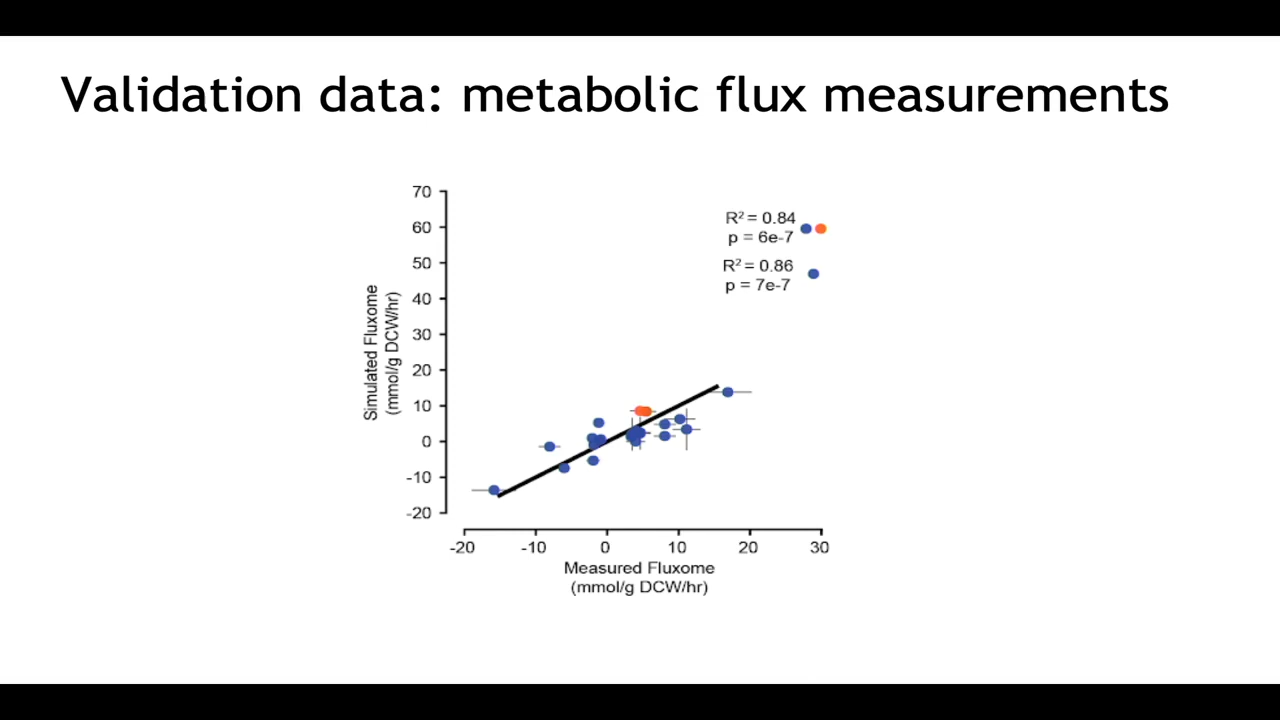 Validation data: metabolic flux measurements
70
60
50
40
30
20
10
0
-10
-20
Simulated Fluxome
(mmol/g DCW/hr)
R² = 0.84
p = 6e-7
R² = 0.86
p = 7e-7
-20 -10 0 10 20 30
Measured Fluxome
(mmol/g DCW/hr)